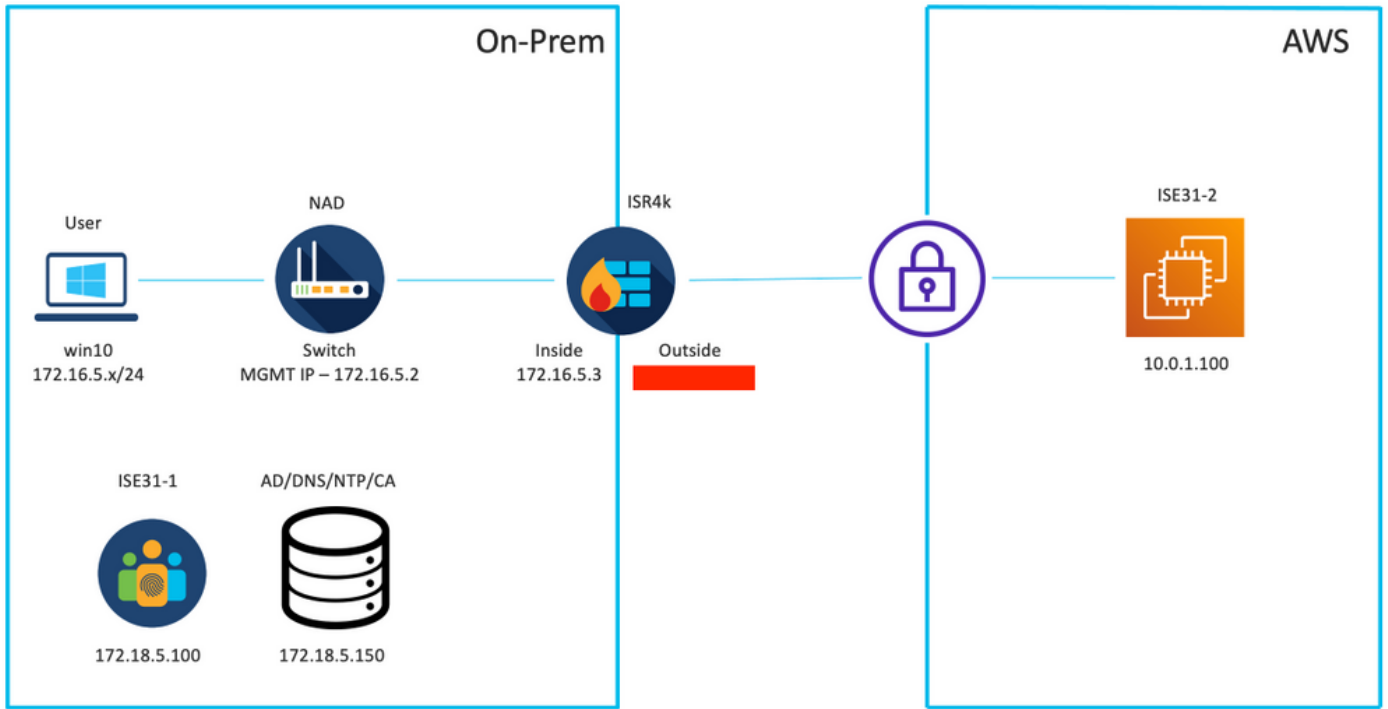 On-Prem
AWS
User
NAD
ISR4k
ISE31-2
win10
172.16.5.x/24
Switch
MGMT IP – 172.16.5.2
Inside
172.16.5.3
Outside
10.0.1.100
ISE31-1
AD/DNS/NTP/CA
172.18.5.100
172.18.5.150